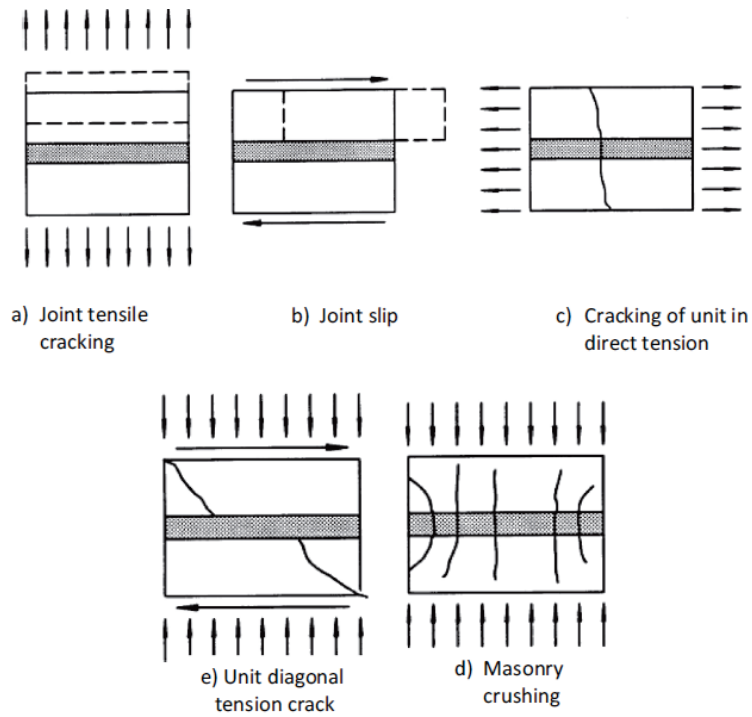 a) Joint tensile
cracking
b) Joint slip
c) Cracking of unit in
direct tension
e) Unit diagonal
tension crack
d) Masonry
crushing